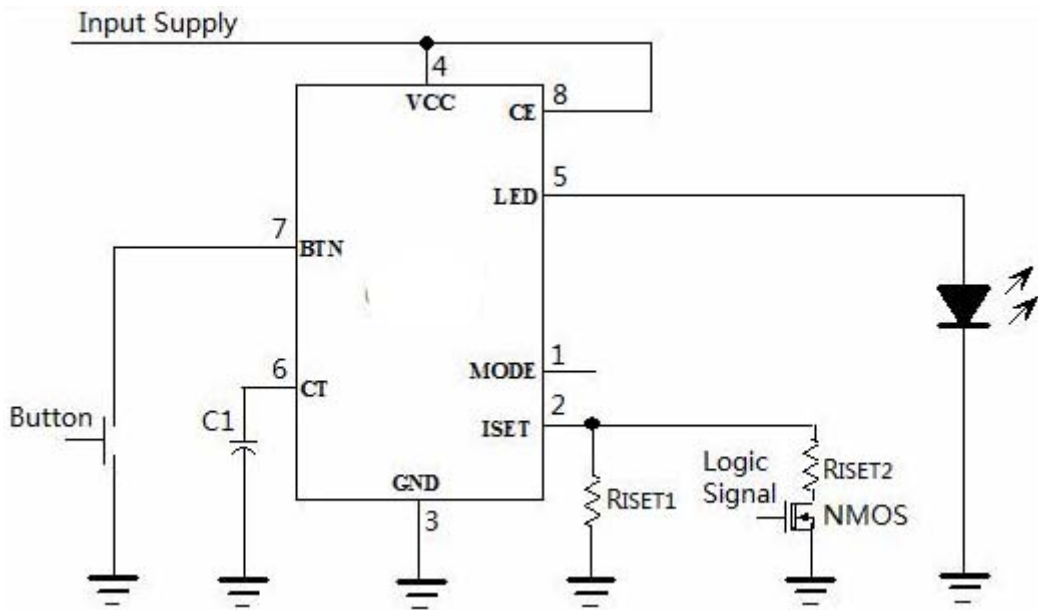 Input Supply
4
VCC
8
CE
5
LED
7
BTN
1
MODE
6
CT
2
ISET
Button
C1
Logic
Signal
RISET2
RISET1
NMOS
GND
3